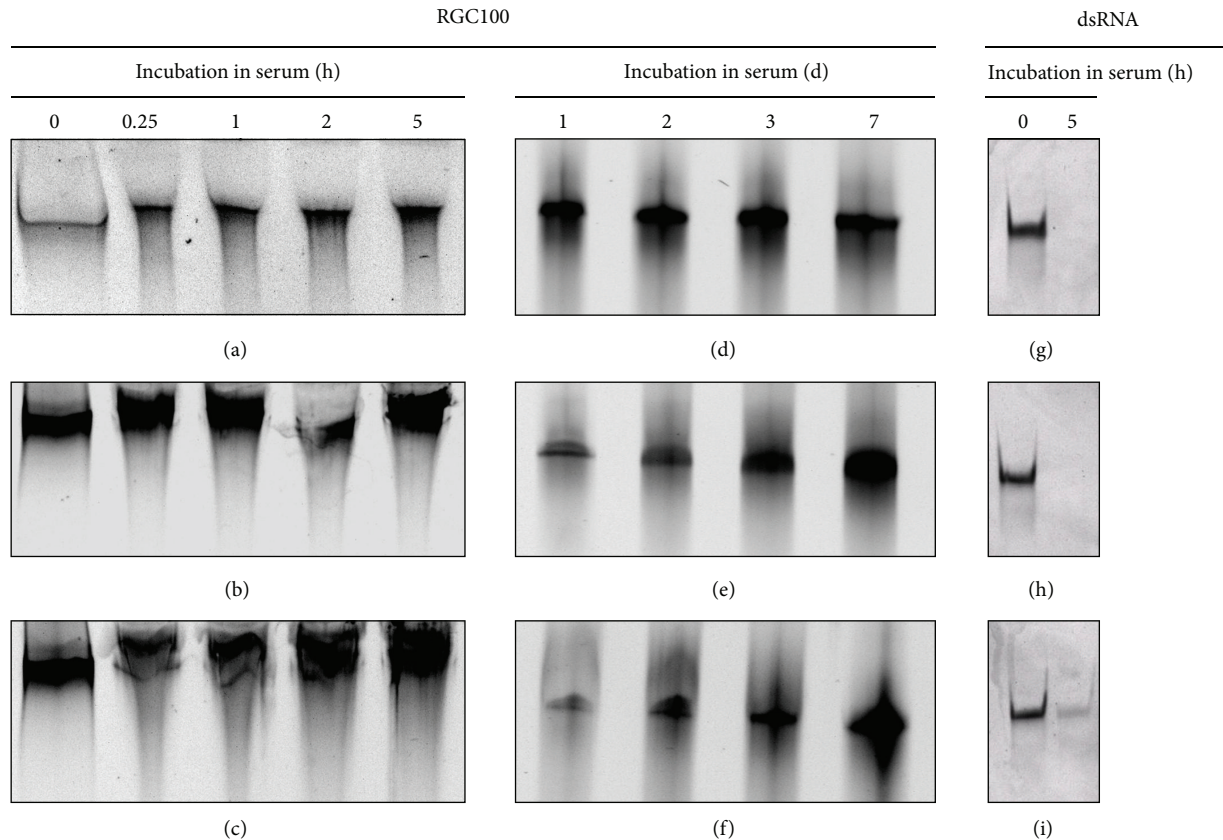 RGC100
dsRNA
Incubation in serum (h)
Incubation in serum (d)
Incubation in serum (h)
0 0.25 1 2 5
1 2 3 7
0 5
(a)
(d)
(g)
(b)
(e)
(h)
(c)
(f)
(i)